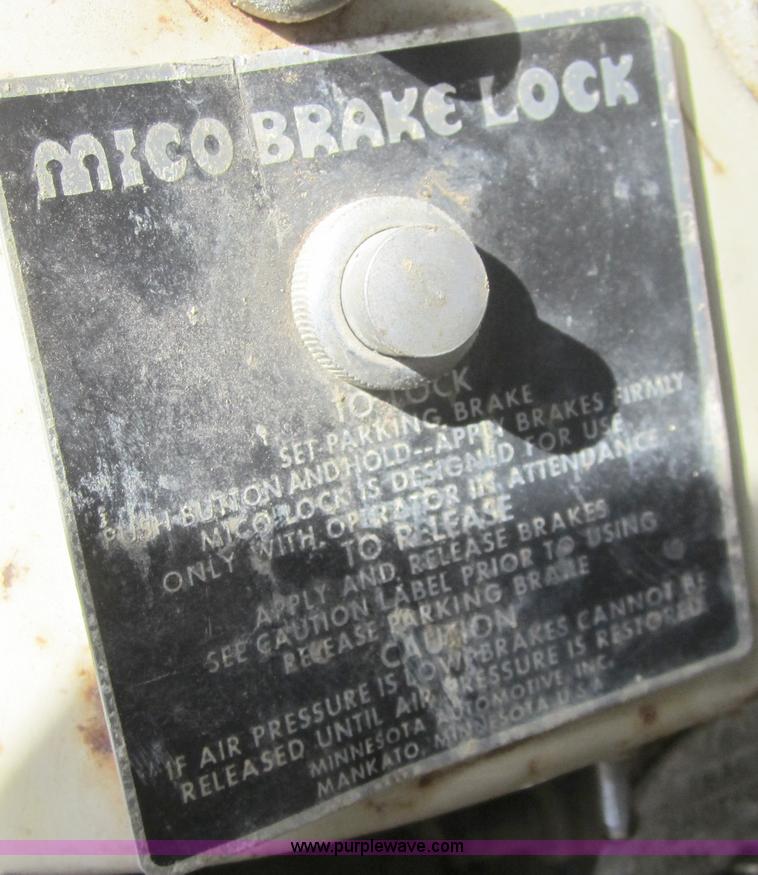 MICO BRAKE LOCK
TO LOCK
SET PARKING BRAKE
PUSH BUTTON AND HOLD--APPLY BRAKES FIRMLY
MICO LOCK IS DESIGNED FOR USE
ONLY WITH OPERATOR IN ATTENDANCE
TO RELEASE
APPLY AND RELEASE BRAKES
SEE CAUTION LABEL PRIOR TO USING
RELEASE PARKING BRAKE
CAUTION
IF AIR PRESSURE IS LOW, BRAKES CANNOT BE
RELEASED UNTIL AIR PRESSURE IS RESTORED
MINNESOTA AUTOMOTIVE INC.
MANKATO, MINNESOTA U.S.A.
www.purplewave.com